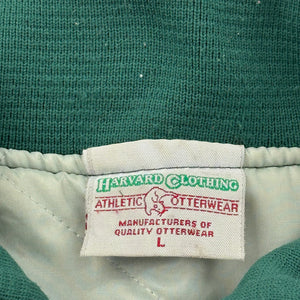 HARVARD CLOTHING
ATHLETIC OTTERWEAR
MANUFACTURERS OF
QUALITY OTTERWEAR
L